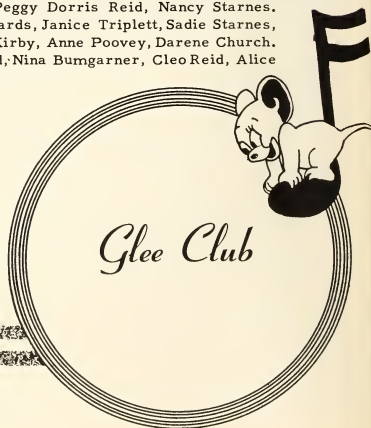 Peggy Dorris Reid, Nancy Starnes.
ards, Janice Triplett, Sadie Starnes,
Kirby, Anne Poovey, Darene Church.
Nina Bumgarner, Cleo Reid, Alice
Glee Club